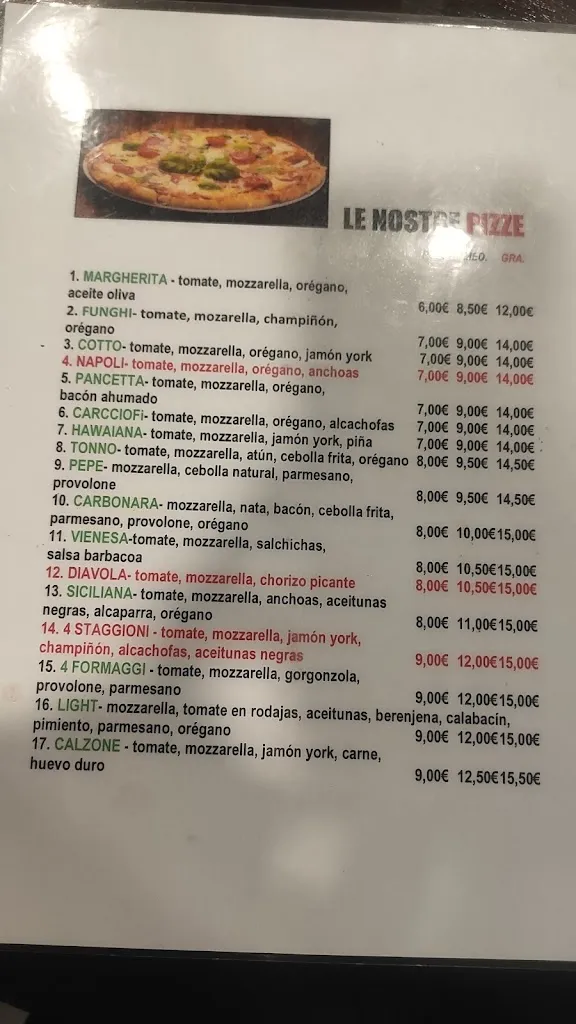 LE NOSTRE PIZZE
MED. GRA.
1. MARGHERITA - tomate, mozzarella, orégano,
aceite oliva 6,00€ 8,50€ 12,00€
2. FUNGHI- tomate, mozarella, champiñón,
orégano 7,00€ 9,00€ 14,00€
3. COTTO- tomate, mozzarella, orégano, jamón york 7,00€ 9,00€ 14,00€
4. NAPOLI- tomate, mozzarella, orégano, anchoas 7,00€ 9,00€ 14,00€
5. PANCETTA- tomate, mozzarella, orégano,
bacón ahumado 7,00€ 9,00€ 14,00€
6. CARCCIOFI- tomate, mozzarella, orégano, alcachofas 7,00€ 9,00€ 14,00€
7. HAWAIANA- tomate, mozzarella, jamón york, piña 7,00€ 9,00€ 14,00€
8. TONNO- tomate, mozzarella, atún, cebolla frita, orégano 8,00€ 9,50€ 14,50€
9. PEPE- mozzarella, cebolla natural, parmesano,
provolone 8,00€ 9,50€ 14,50€
10. CARBONARA- mozzarella, nata, bacón, cebolla frita,
parmesano, provolone, orégano 8,00€ 10,00€15,00€
11. VIENESA-tomate, mozzarella, salchichas,
salsa barbacoa 8,00€ 10,50€15,00€
12. DIAVOLA- tomate, mozzarella, chorizo picante 8,00€ 10,50€15,00€
13. SICILIANA- tomate, mozzarella, anchoas, aceitunas
negras, alcaparra, orégano 8,00€ 11,00€15,00€
14. 4 STAGGIONI - tomate, mozzarella, jamón york,
champiñón, alcachofas, aceitunas negras 9,00€ 12,00€15,00€
15. 4 FORMAGGI - tomate, mozzarella, gorgonzola,
provolone, parmesano 9,00€ 12,00€15,00€
16. LIGHT- mozzarella, tomate en rodajas, aceitunas, berenjena, calabacín,
pimiento, parmesano, orégano 9,00€ 12,00€15,00€
17. CALZONE - tomate, mozzarella, jamón york, carne,
huevo duro 9,00€ 12,50€15,50€